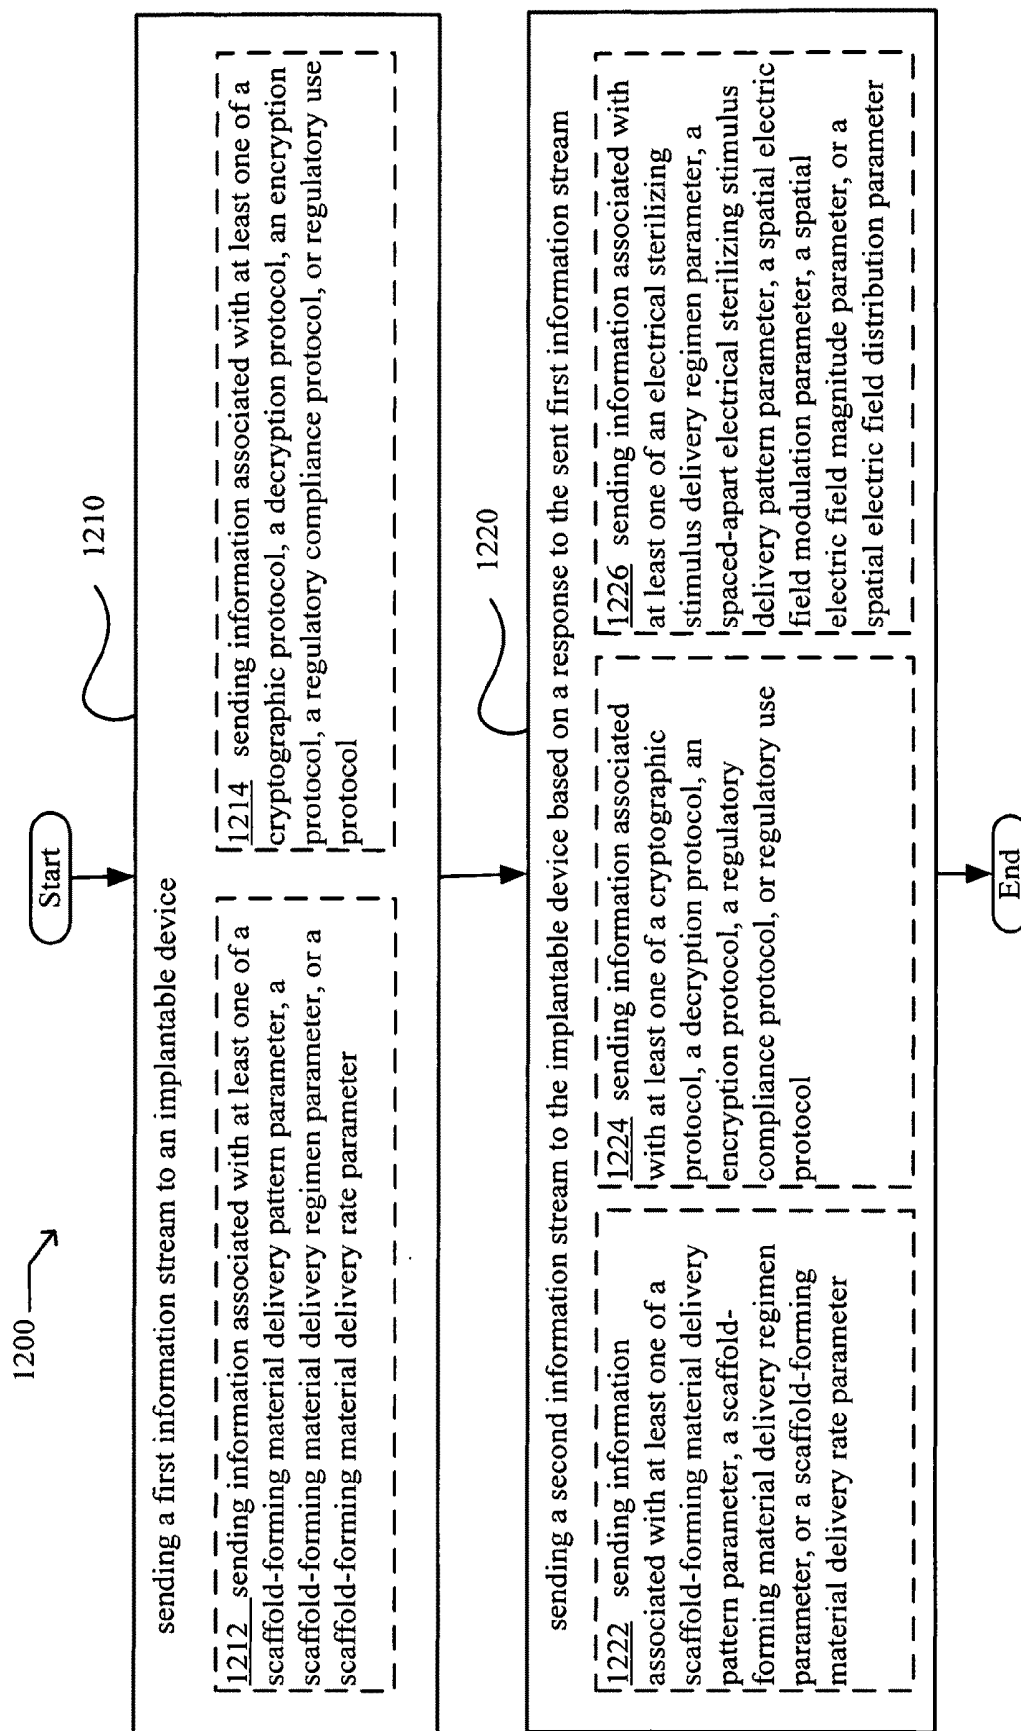 1200
Start
1210
sending a first information stream to an implantable device
1212 sending information associated with at least one of a
scaffold-forming material delivery pattern parameter, a
scaffold-forming material delivery regimen parameter, or a
scaffold-forming material delivery rate parameter
1214 sending information associated with at least one of a
cryptographic protocol, a decryption protocol, an encryption
protocol, a regulatory compliance protocol, or regulatory use
protocol
1220
sending a second information stream to the implantable device based on a response to the sent first information stream
1222 sending information
associated with at least one of a
scaffold-forming material delivery
pattern parameter, a scaffold-
forming material delivery regimen
parameter, or a scaffold-forming
material delivery rate parameter
1224 sending information associated
with at least one of a cryptographic
protocol, a decryption protocol, an
encryption protocol, a regulatory
compliance protocol, or regulatory use
protocol
1226 sending information associated with
at least one of an electrical sterilizing
stimulus delivery regimen parameter, a
spaced-apart electrical sterilizing stimulus
delivery pattern parameter, a spatial electric
field modulation parameter, a spatial
electric field magnitude parameter, or a
spatial electric field distribution parameter
End